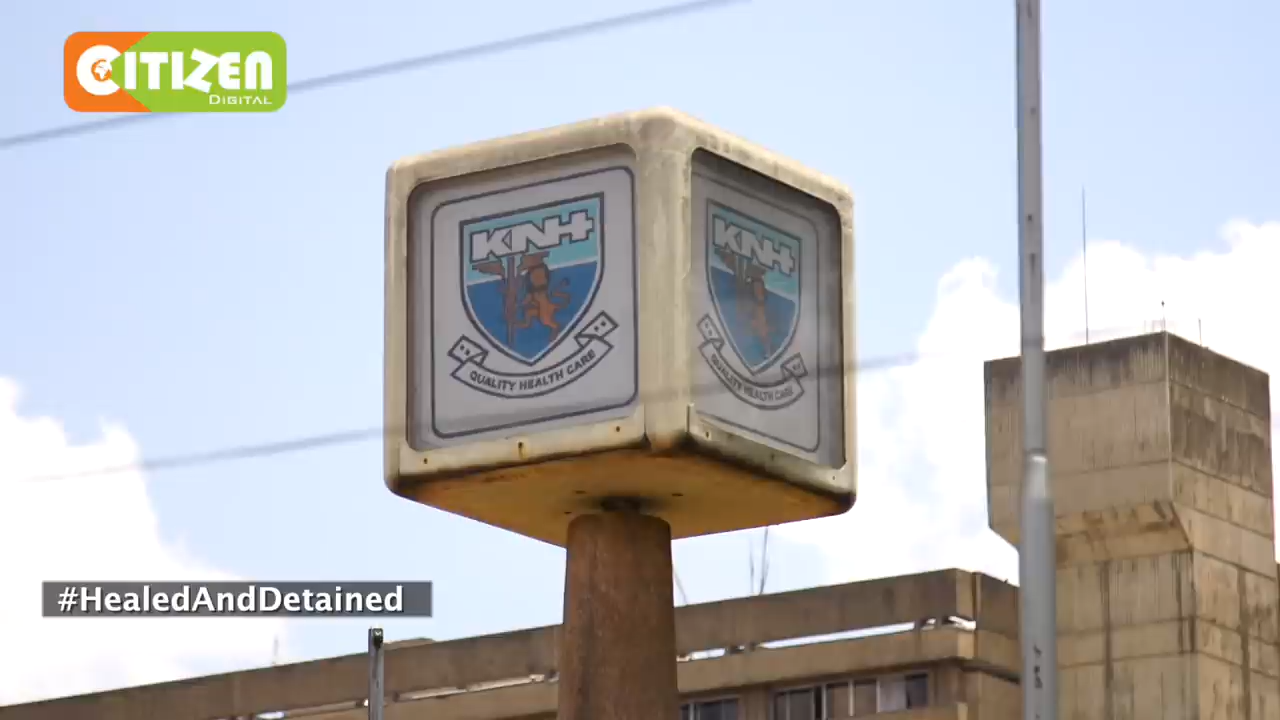 CITIZEN
DIGITAL
KNH
QUALITY HEALTH CARE
KNH
QUALITY HEALTH CARE
#HealedAndDetained